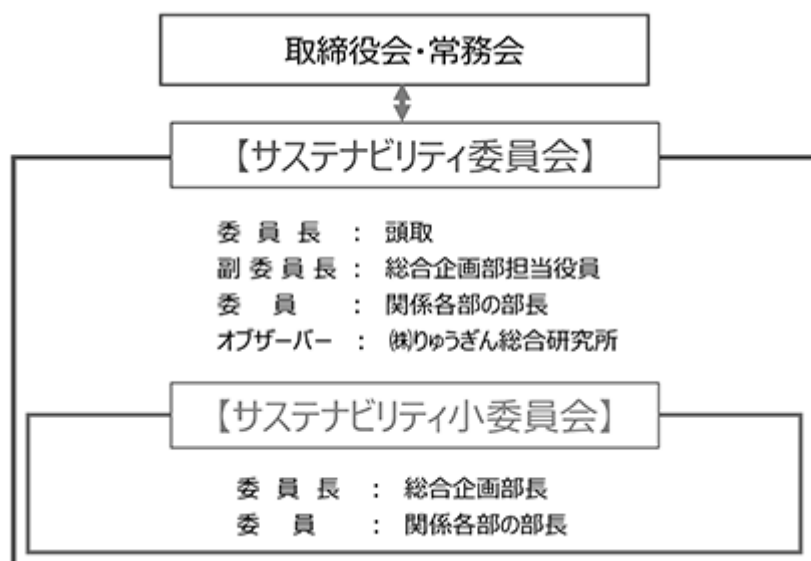 取締役会・常務会
【サステナビリティ委員会】
委員長 : 頭取
副委員長 : 総合企画部担当役員
委員 : 関係各部の部長
オブザーバー : ㈱りゅうぎん総合研究所
【サステナビリティ小委員会】
委員長 : 総合企画部長
委員 : 関係各部の部長